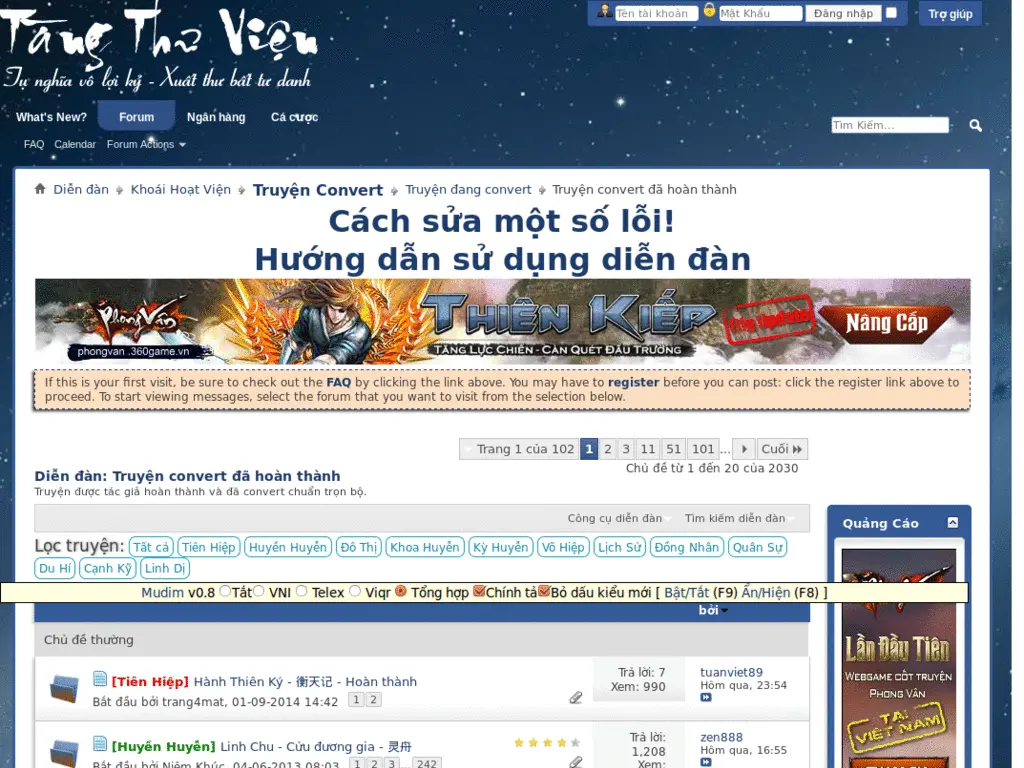 Tàng Thư Viện
Tụ nghĩa vô lợi kỷ - Xuất thư bất tư danh
Tên tài khoản Mật Khẩu Đăng nhập Trợ giúp
What's New? Forum Ngân hàng Cá cược
Tìm Kiếm...
FAQ Calendar Forum Actions
Diễn đàn Khoái Hoạt Viện Truyện Convert Truyện đang convert Truyện convert đã hoàn thành
Cách sửa một số lỗi!
Hướng dẫn sử dụng diễn đàn
Phong Vân THIÊN KIẾP Big Update Nâng Cấp
phongvan.360game.vn TĂNG LỰC CHIẾN - CÀN QUÉT ĐẤU TRƯỜNG
If this is your first visit, be sure to check out the FAQ by clicking the link above. You may have to register before you can post: click the register link above to
proceed. To start viewing messages, select the forum that you want to visit from the selection below.
Trang 1 của 102 1 2 3 11 51 101 ... Cuối
Chủ đề từ 1 đến 20 của 2030
Diễn đàn: Truyện convert đã hoàn thành
Truyện được tác giả hoàn thành và đã convert chuẩn trọn bộ.
Công cụ diễn đàn Tìm kiếm diễn đàn
Quảng Cáo
Lọc truyện: Tất cả Tiên Hiệp Huyền Huyễn Đô Thị Khoa Huyễn Kỳ Huyễn Võ Hiệp Lịch Sử Đồng Nhân Quân Sự
Du Hí Cạnh Kỹ Linh Dị
Mudim v0.8 Tắt VNI Telex Viqr Tổng hợp Chính tả Bỏ dấu kiểu mới [ Bật/Tắt (F9) Ẩn/Hiện (F8) ]
bởi
Chủ đề thường
[Tiên Hiệp] Hành Thiên Ký - 衡天记 - Hoàn thành
Bắt đầu bởi trang4mat, 01-09-2014 14:42 1 2
Trả lời: 7
Xem: 990
tuanviet89
Hôm qua, 23:54
[Huyền Huyễn] Linh Chu - Cửu đương gia - 灵舟
Bắt đầu bởi Niệm Khúc, 04-06-2013 08:03 1 2 3 ... 242
Trả lời:
1,208
Xem:
zen888
Hôm qua, 16:55
Lần Đầu Tiên
WEBGAME CỐT TRUYỆN
PHONG VÂN
TẠI
VIỆT NAM